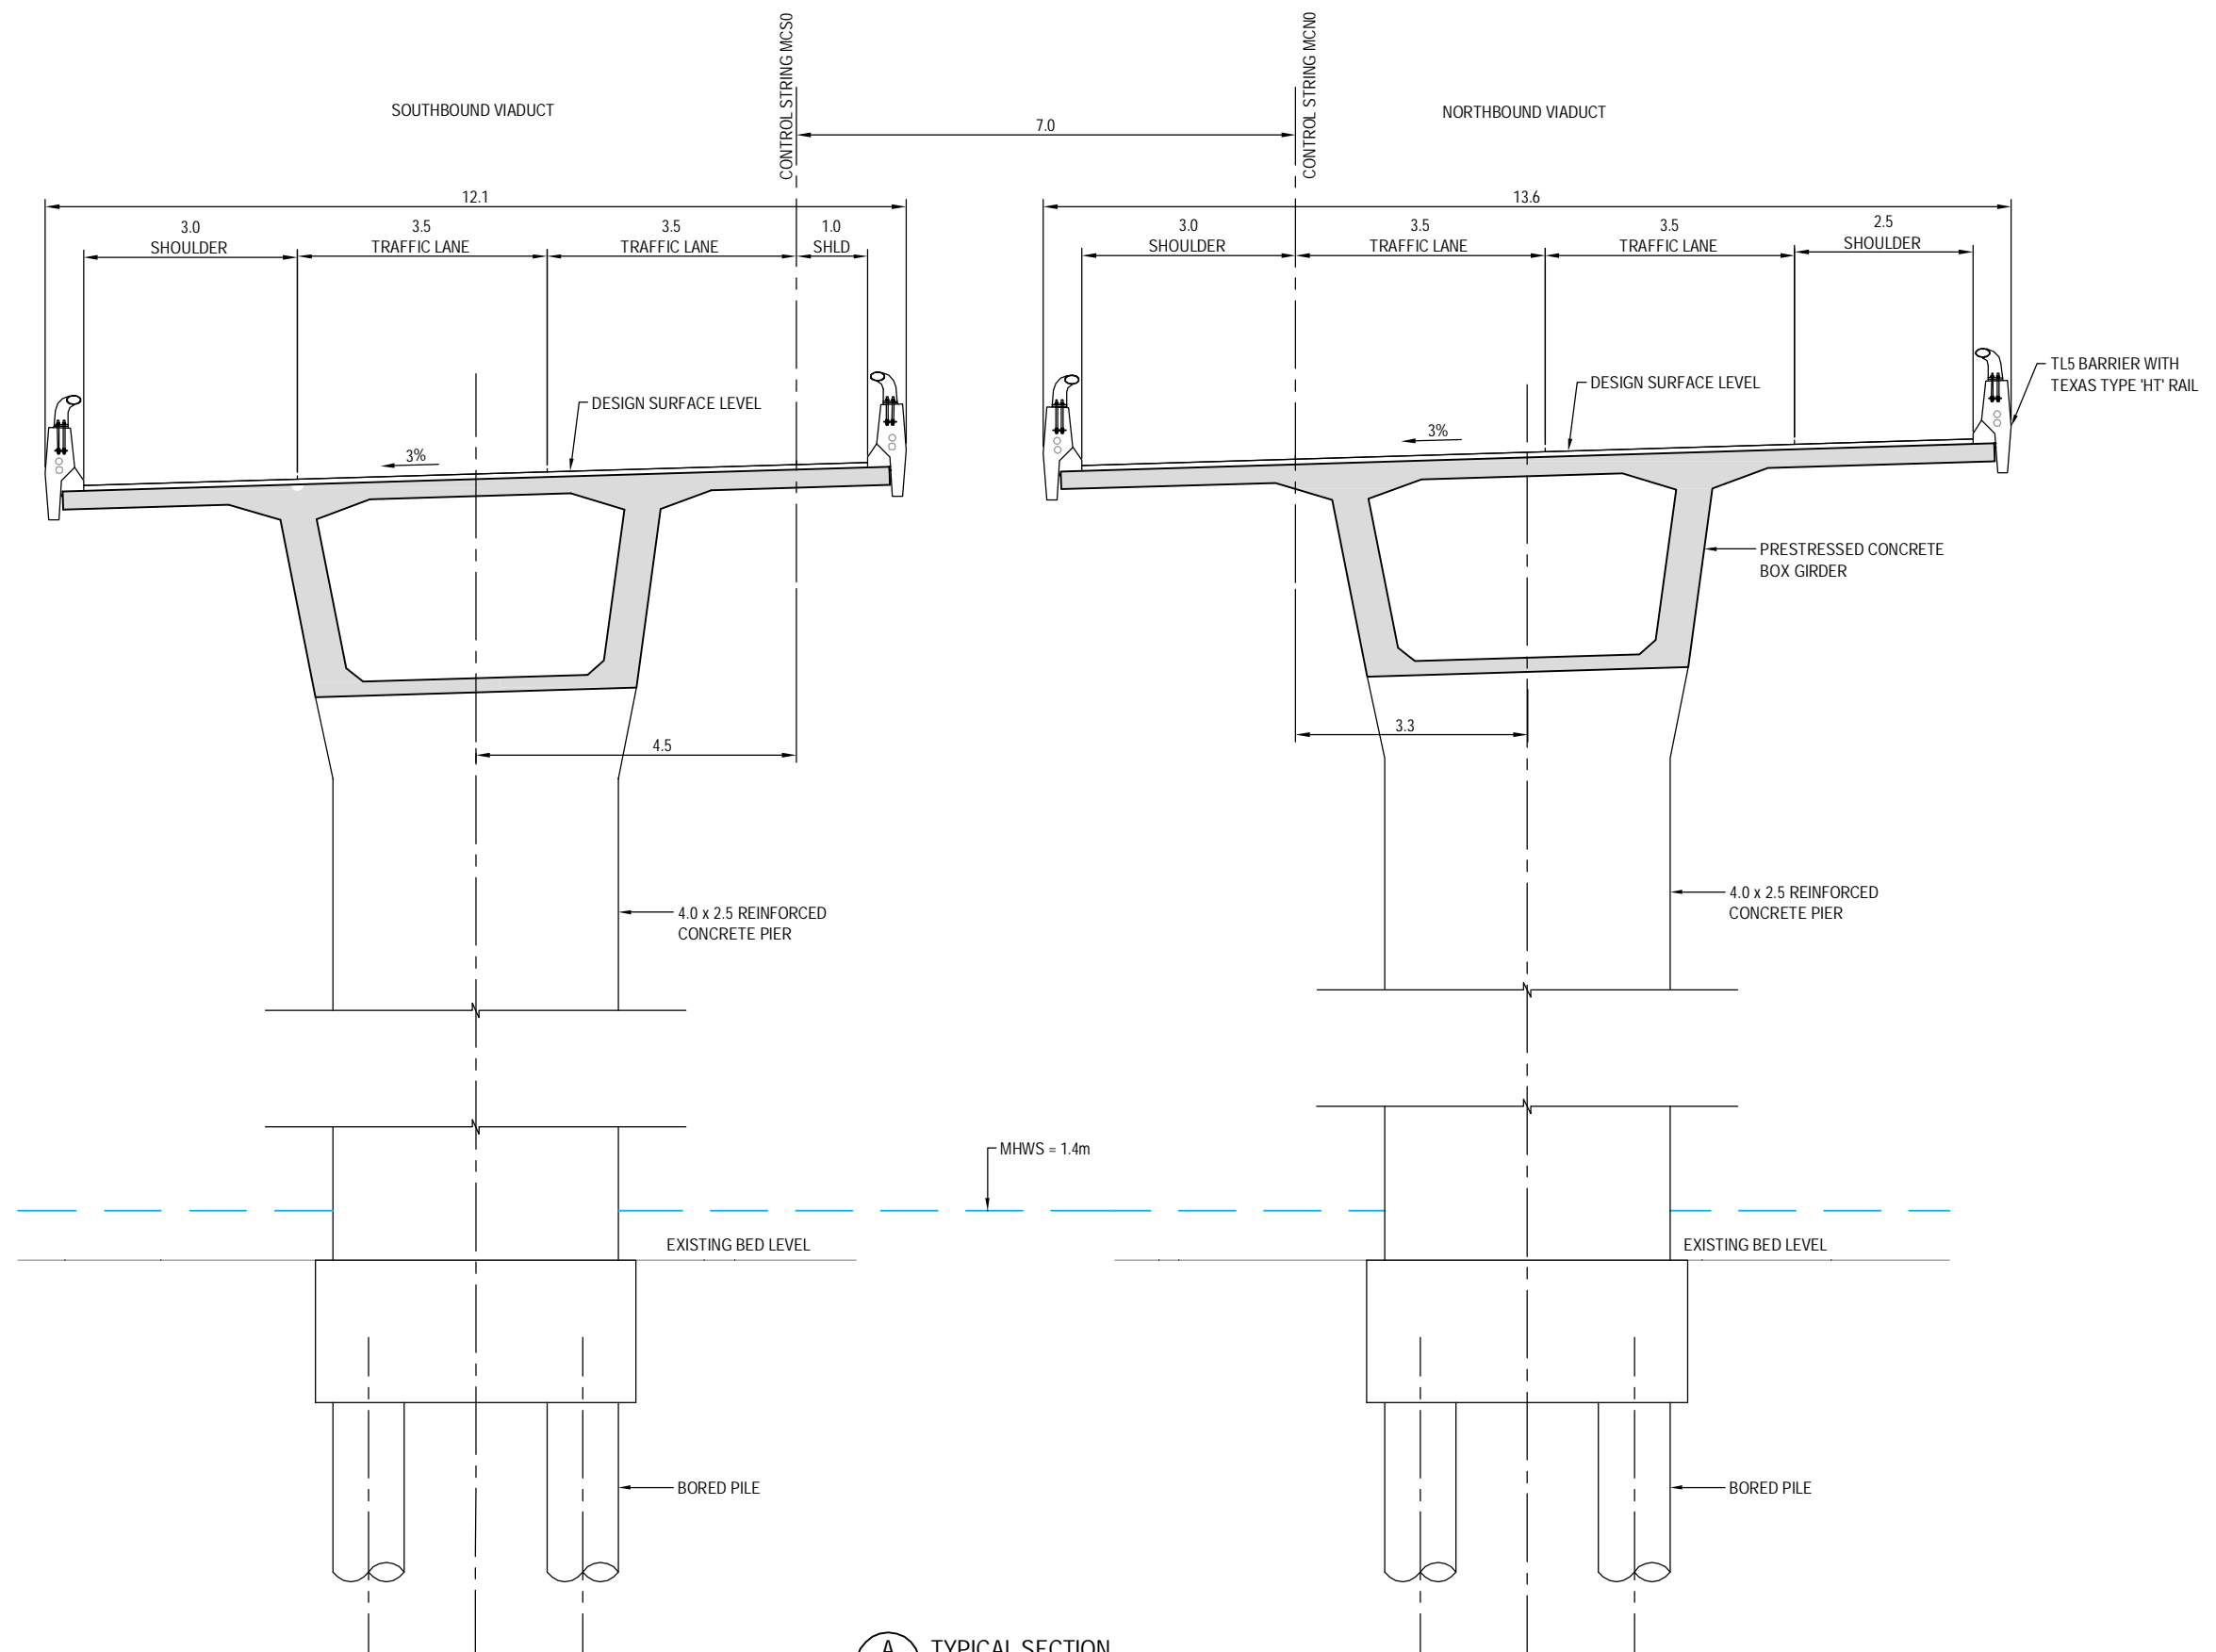 CONTROL STRING MCS0
CONTROL STRING MCN0
SOUTHBOUND VIADUCT
NORTHBOUND VIADUCT
7.0
12.1
13.6
3.0
SHOULDER
3.5
TRAFFIC LANE
3.5
TRAFFIC LANE
1.0
SHLD
3.0
SHOULDER
3.5
TRAFFIC LANE
3.5
TRAFFIC LANE
2.5
SHOULDER
TL5 BARRIER WITH
TEXAS TYPE 'HT' RAIL
DESIGN SURFACE LEVEL
DESIGN SURFACE LEVEL
3%
3%
PRESTRESSED CONCRETE
BOX GIRDER
4.5
3.3
4.0 x 2.5 REINFORCED
CONCRETE PIER
4.0 x 2.5 REINFORCED
CONCRETE PIER
MHWS = 1.4m
EXISTING BED LEVEL
EXISTING BED LEVEL
BORED PILE
BORED PILE
A
TYPICAL SECTION